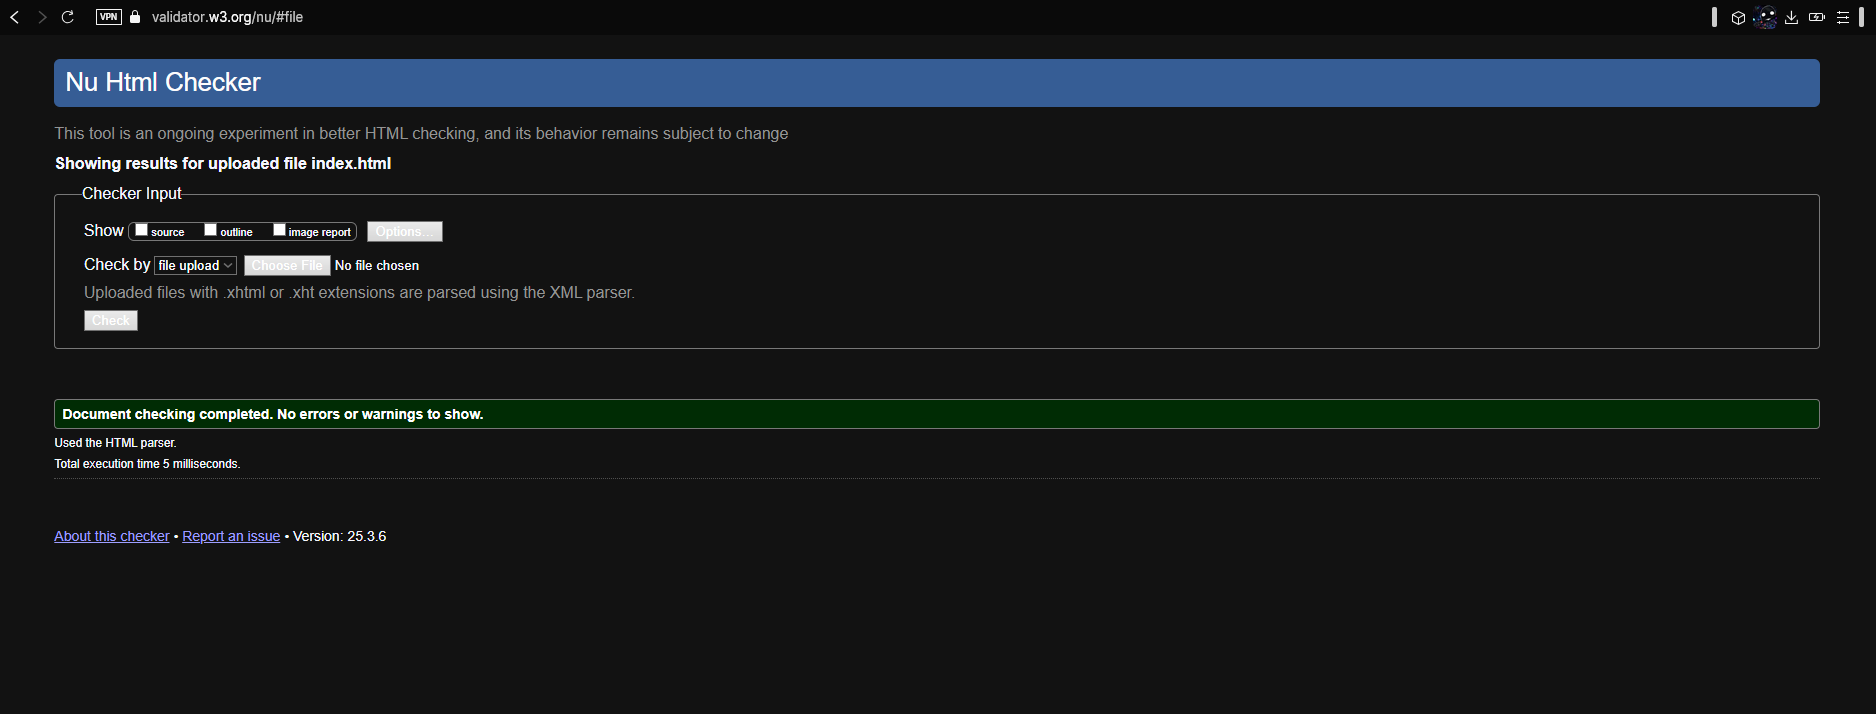 VPN validator.w3.org/nu/#file
Nu Html Checker
This tool is an ongoing experiment in better HTML checking, and its behavior remains subject to change
Showing results for uploaded file index.html
Checker Input
Show source outline image report Options...
Check by file upload Choose File No file chosen
Uploaded files with .xhtml or .xht extensions are parsed using the XML parser.
Check
Document checking completed. No errors or warnings to show.
Used the HTML parser.
Total execution time 5 milliseconds.
About this checker • Report an issue • Version: 25.3.6